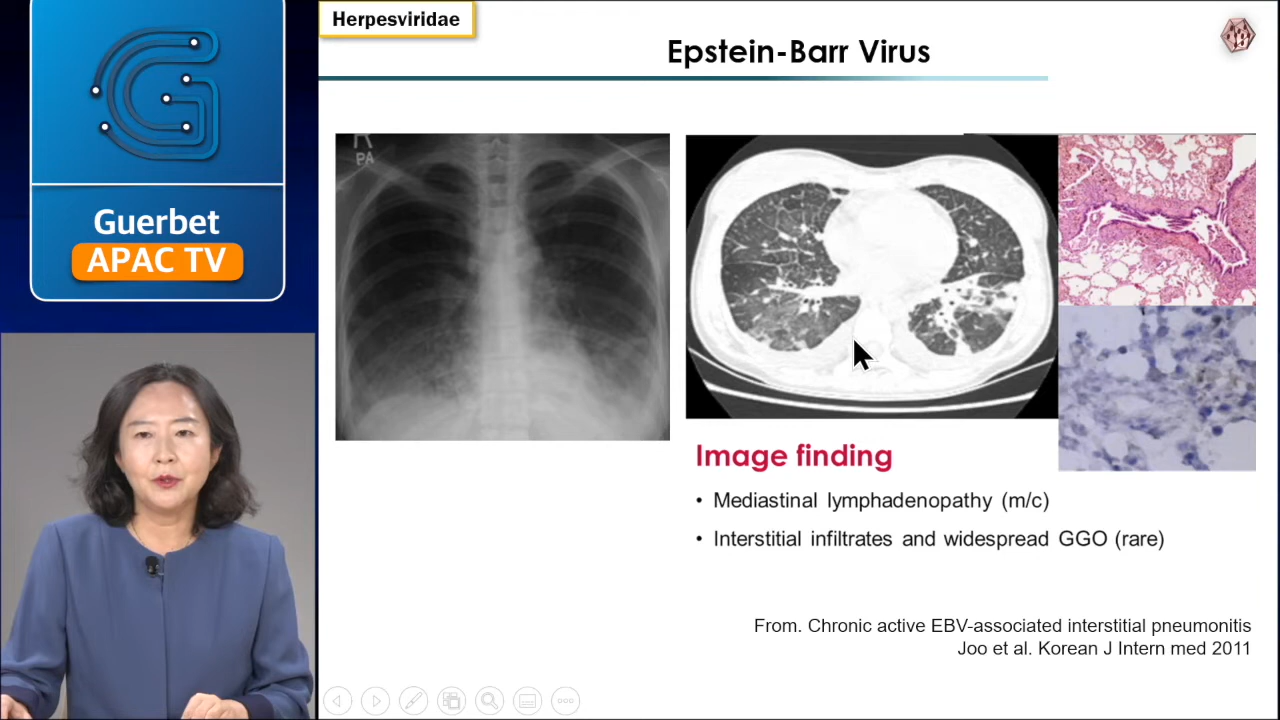 Herpesviridae
Epstein-Barr Virus
Guerbet
APAC TV
R
PA
Image finding
• Mediastinal lymphadenopathy (m/c)
• Interstitial infiltrates and widespread GGO (rare)
From. Chronic active EBV-associated interstitial pneumonitis
Joo et al. Korean J Intern med 2011